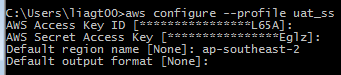 C:\Users\liagt00>aws configure --profile uat_ss
AWS Access Key ID [****************L65A]:
AWS Secret Access Key [****************Eglz]:
Default region name [None]: ap-southeast-2
Default output format [None]: